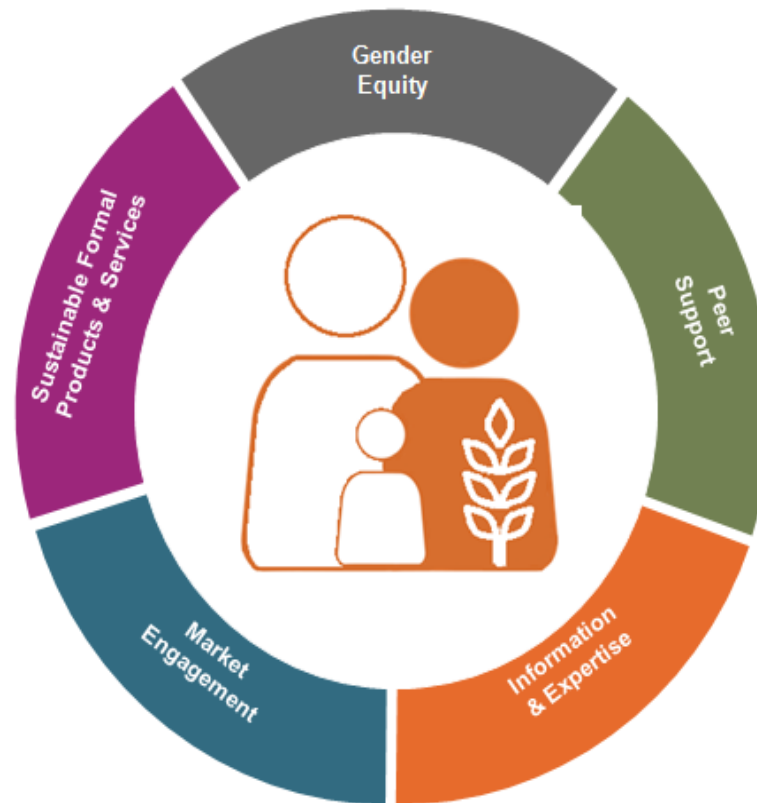 Gender
Equity
Peer
Support
Information
& Expertise
Market
Engagement
Sustainable Formal
Products & Services